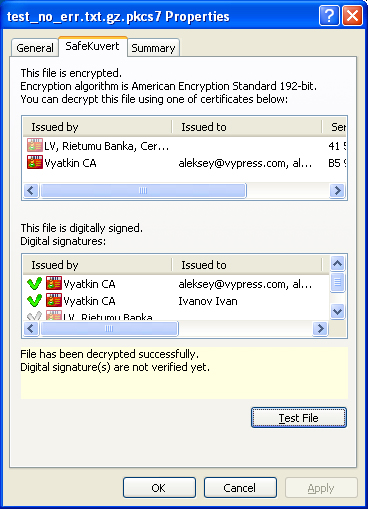 test_no_err.txt.gz.pkcs7 Properties
General SafeKuvert Summary
This file is encrypted.
Encryption algorithm is American Encryption Standard 192-bit.
You can decrypt this file using one of certificates below:
Issued by Issued to Ser
LV, Rietumu Banka, Cer... 41 5
Vyatkin CA aleksey@vypress.com, al... B5 9
This file is digitally signed.
Digital signatures:
Issued by Issued to
Vyatkin CA aleksey@vypress.com, al...
Vyatkin CA Ivanov Ivan
LV, Rietumu Banka
File has been decrypted successfully.
Digital signature(s) are not verified yet.
Test File
OK Cancel Apply